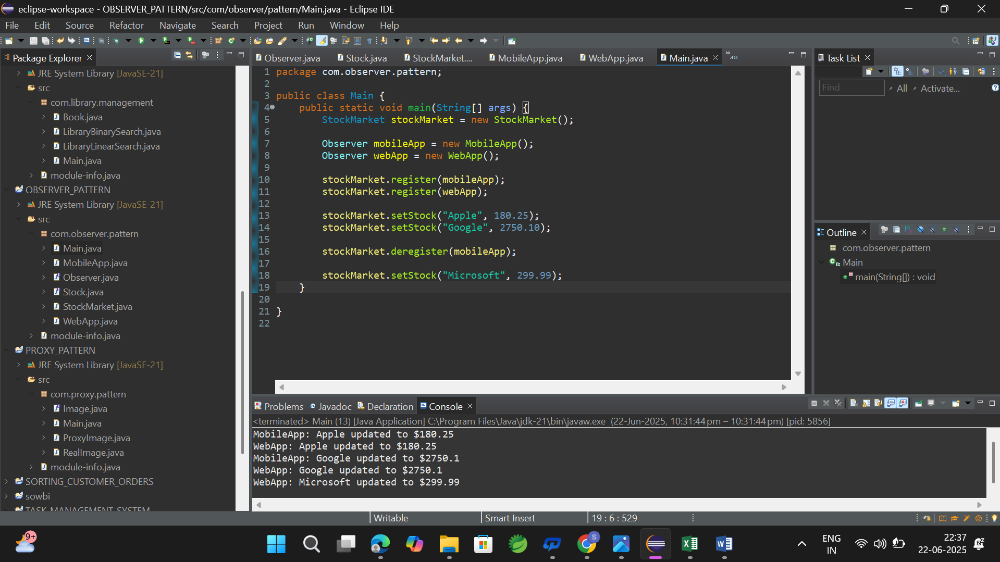 eclipse-workspace - OBSERVER_PATTERN/src/com/observer/pattern/Main.java - Eclipse IDE
File Edit Source Refactor Navigate Search Project Run Window Help
Package Explorer
JRE System Library [JavaSE-21]
src
com.library.management
Book.java
LibraryBinarySearch.java
LibraryLinearSearch.java
Main.java
module-info.java
OBSERVER_PATTERN
JRE System Library [JavaSE-21]
src
com.observer.pattern
Main.java
MobileApp.java
Observer.java
Stock.java
StockMarket.java
WebApp.java
module-info.java
PROXY_PATTERN
JRE System Library [JavaSE-21]
src
com.proxy.pattern
Image.java
Main.java
ProxyImage.java
RealImage.java
module-info.java
SORTING_CUSTOMER_ORDERS
sowbi
TASK_MANAGEMENT_SYSTEM
Observer.java Stock.java StockMarket.... MobileApp.java WebApp.java Main.java »48
1 package com.observer.pattern;
2
3 public class Main {
4 public static void main(String[] args) {
5 StockMarket stockMarket = new StockMarket();
6
7 Observer mobileApp = new MobileApp();
8 Observer webApp = new WebApp();
9
10 stockMarket.register(mobileApp);
11 stockMarket.register(webApp);
12
13 stockMarket.setStock("Apple", 180.25);
14 stockMarket.setStock("Google", 2750.10);
15
16 stockMarket.deregister(mobileApp);
17
18 stockMarket.setStock("Microsoft", 299.99);
19 }
20
21 }
22
Task List
Find All Activate...
Outline
com.observer.pattern
Main
main(String[]) : void
Problems Javadoc Declaration Console
<terminated> Main (13) [Java Application] C:\Program Files\Java\jdk-21\bin\javaw.exe (22-Jun-2025, 10:31:44 pm – 10:31:44 pm) [pid: 5856]
MobileApp: Apple updated to $180.25
WebApp: Apple updated to $180.25
MobileApp: Google updated to $2750.1
WebApp: Google updated to $2750.1
WebApp: Microsoft updated to $299.99
Writable Smart Insert 19 : 6 : 529
9+
S
ENG
IN
22:37
22-06-2025